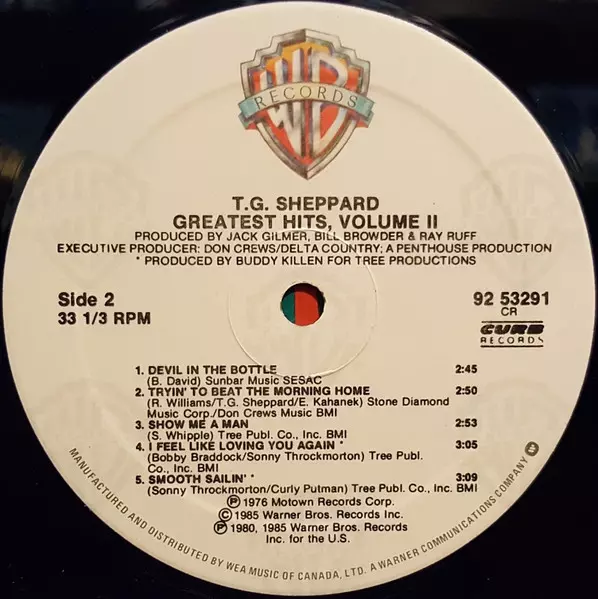 WB
RECORDS
T.G. SHEPPARD
GREATEST HITS, VOLUME II
PRODUCED BY JACK GILMER, BILL BROWDER & RAY RUFF
EXECUTIVE PRODUCER: DON CREWS/DELTA COUNTRY; A PENTHOUSE PRODUCTION
* PRODUCED BY BUDDY KILLEN FOR TREE PRODUCTIONS
Side 2
33 1/3 RPM
92 53291
CR
CURB
RECORDS
1. DEVIL IN THE BOTTLE 2:45
(B. David) Sunbar Music SESAC
2. TRYIN' TO BEAT THE MORNING HOME 2:50
(R. Williams/T.G. Sheppard/E. Kahanek) Stone Diamond
Music Corp./Don Crews Music BMI
3. SHOW ME A MAN 2:53
(S. Whipple) Tree Publ. Co., Inc. BMI
4. I FEEL LIKE LOVING YOU AGAIN * 3:05
(Bobby Braddock/Sonny Throckmorton) Tree Publ.
Co., Inc. BMI
5. SMOOTH SAILIN' * 3:09
(Sonny Throckmorton/Curly Putman) Tree Publ. Co., Inc. BMI
℗ 1976 Motown Records Corp.
© 1985 Warner Bros. Records Inc.
℗ 1980, 1985 Warner Bros. Records
Inc. for the U.S.
MANUFACTURED AND DISTRIBUTED BY WEA MUSIC OF CANADA, LTD. A WARNER COMMUNICATIONS COMPANY